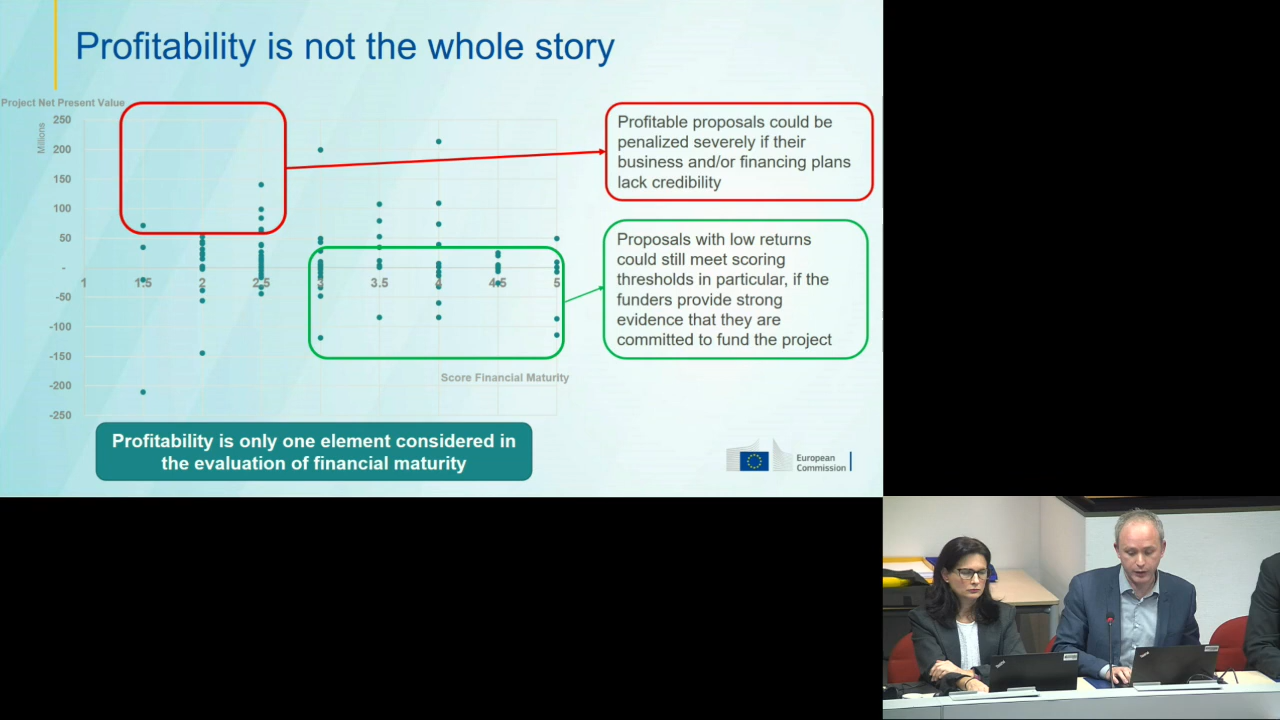 Profitability is not the whole story
Project Net Present Value
Millions
250
200
150
100
50
-
-50
-100
-150
-200
-250
1
1.5
2
2.5
3
3.5
4
4.5
5
Score Financial Maturity
Profitable proposals could be
penalized severely if their
business and/or financing plans
lack credibility
Proposals with low returns
could still meet scoring
thresholds in particular, if the
funders provide strong
evidence that they are
committed to fund the project
Profitability is only one element considered in
the evaluation of financial maturity
European
Commission